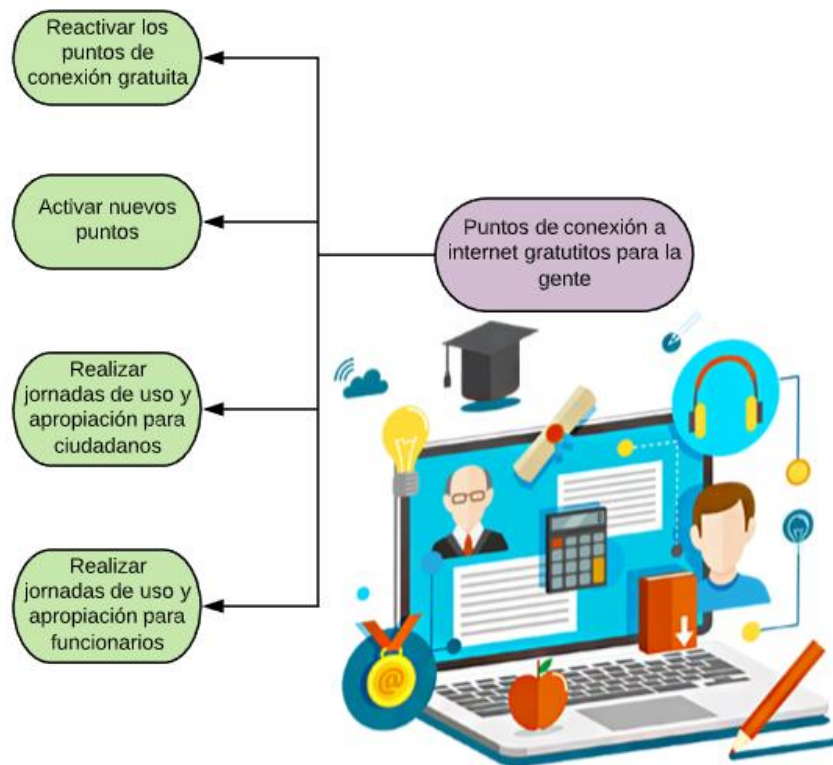 Reactivar los
puntos de
conexión gratuita
Activar nuevos
puntos
Puntos de conexión a
internet gratutitos para la
gente
Realizar
jornadas de uso y
apropiación para
ciudadanos
Realizar
jornadas de uso y
apropiación para
funcionarios
@